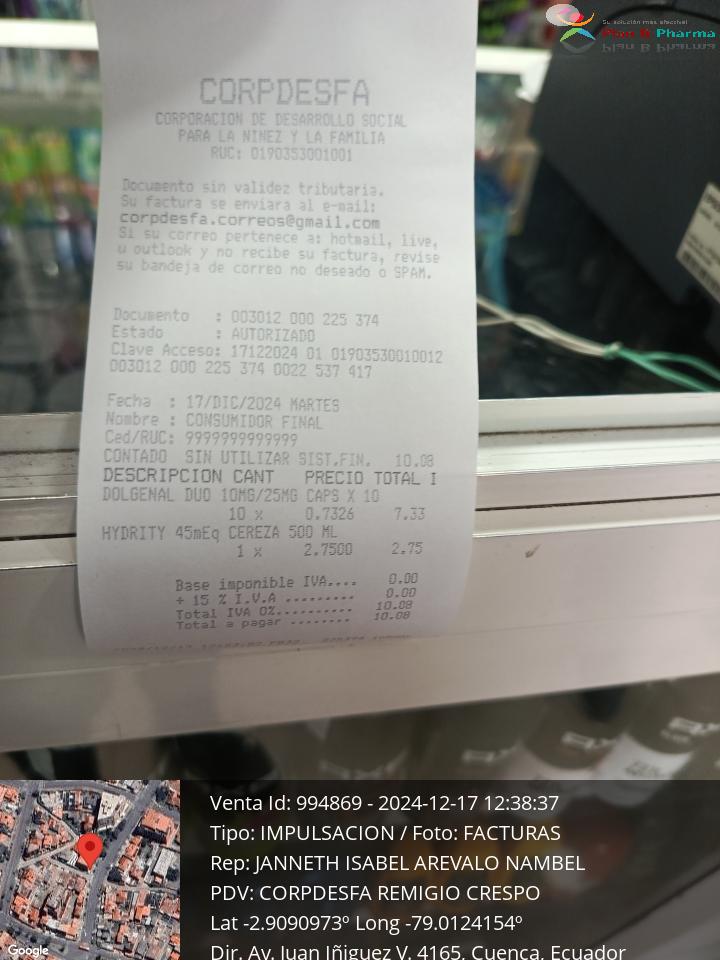 Su solución más efectiva!
Plan B Pharma
CORPDESFA
CORPORACION DE DESARROLLO SOCIAL
PARA LA NINEZ Y LA FAMILIA
RUC: 0190353001001
Documento sin validez tributaria.
Su factura se enviara al e-mail:
corpdesfa.correos@gmail.com
Si su correo pertenece a: hotmail, live,
u outlook y no recibe su factura, revise
su bandeja de correo no deseado o SPAM.
Documento : 003012 000 225 374
Estado : AUTORIZADO
Clave Acceso: 17122024 01 01903530010012
003012 000 225 374 0022 537 417
Fecha : 17/DIC/2024 MARTES
Nombre : CONSUMIDOR FINAL
Ced/RUC: 9999999999999
CONTADO SIN UTILIZAR SIST.FIN. 10.08
DESCRIPCION CANT PRECIO TOTAL I
DOLGENAL DUO 10MG/25MG CAPS X 10
10 x 0.7326 7.33
HYDRITY 45mEq CEREZA 500 ML
1 x 2.7500 2.75
Base imponible IVA.... 0.00
+ 15 % I.V.A ......... 0.00
Total IVA 0%.......... 10.08
Total a pagar ........ 10.08
Venta Id: 994869 - 2024-12-17 12:38:37
Tipo: IMPULSACION / Foto: FACTURAS
Rep: JANNETH ISABEL AREVALO NAMBEL
PDV: CORPDESFA REMIGIO CRESPO
Lat -2.9090973º Long -79.0124154º
Dir. Av. Juan Iñiguez V. 4165, Cuenca, Ecuador
Google